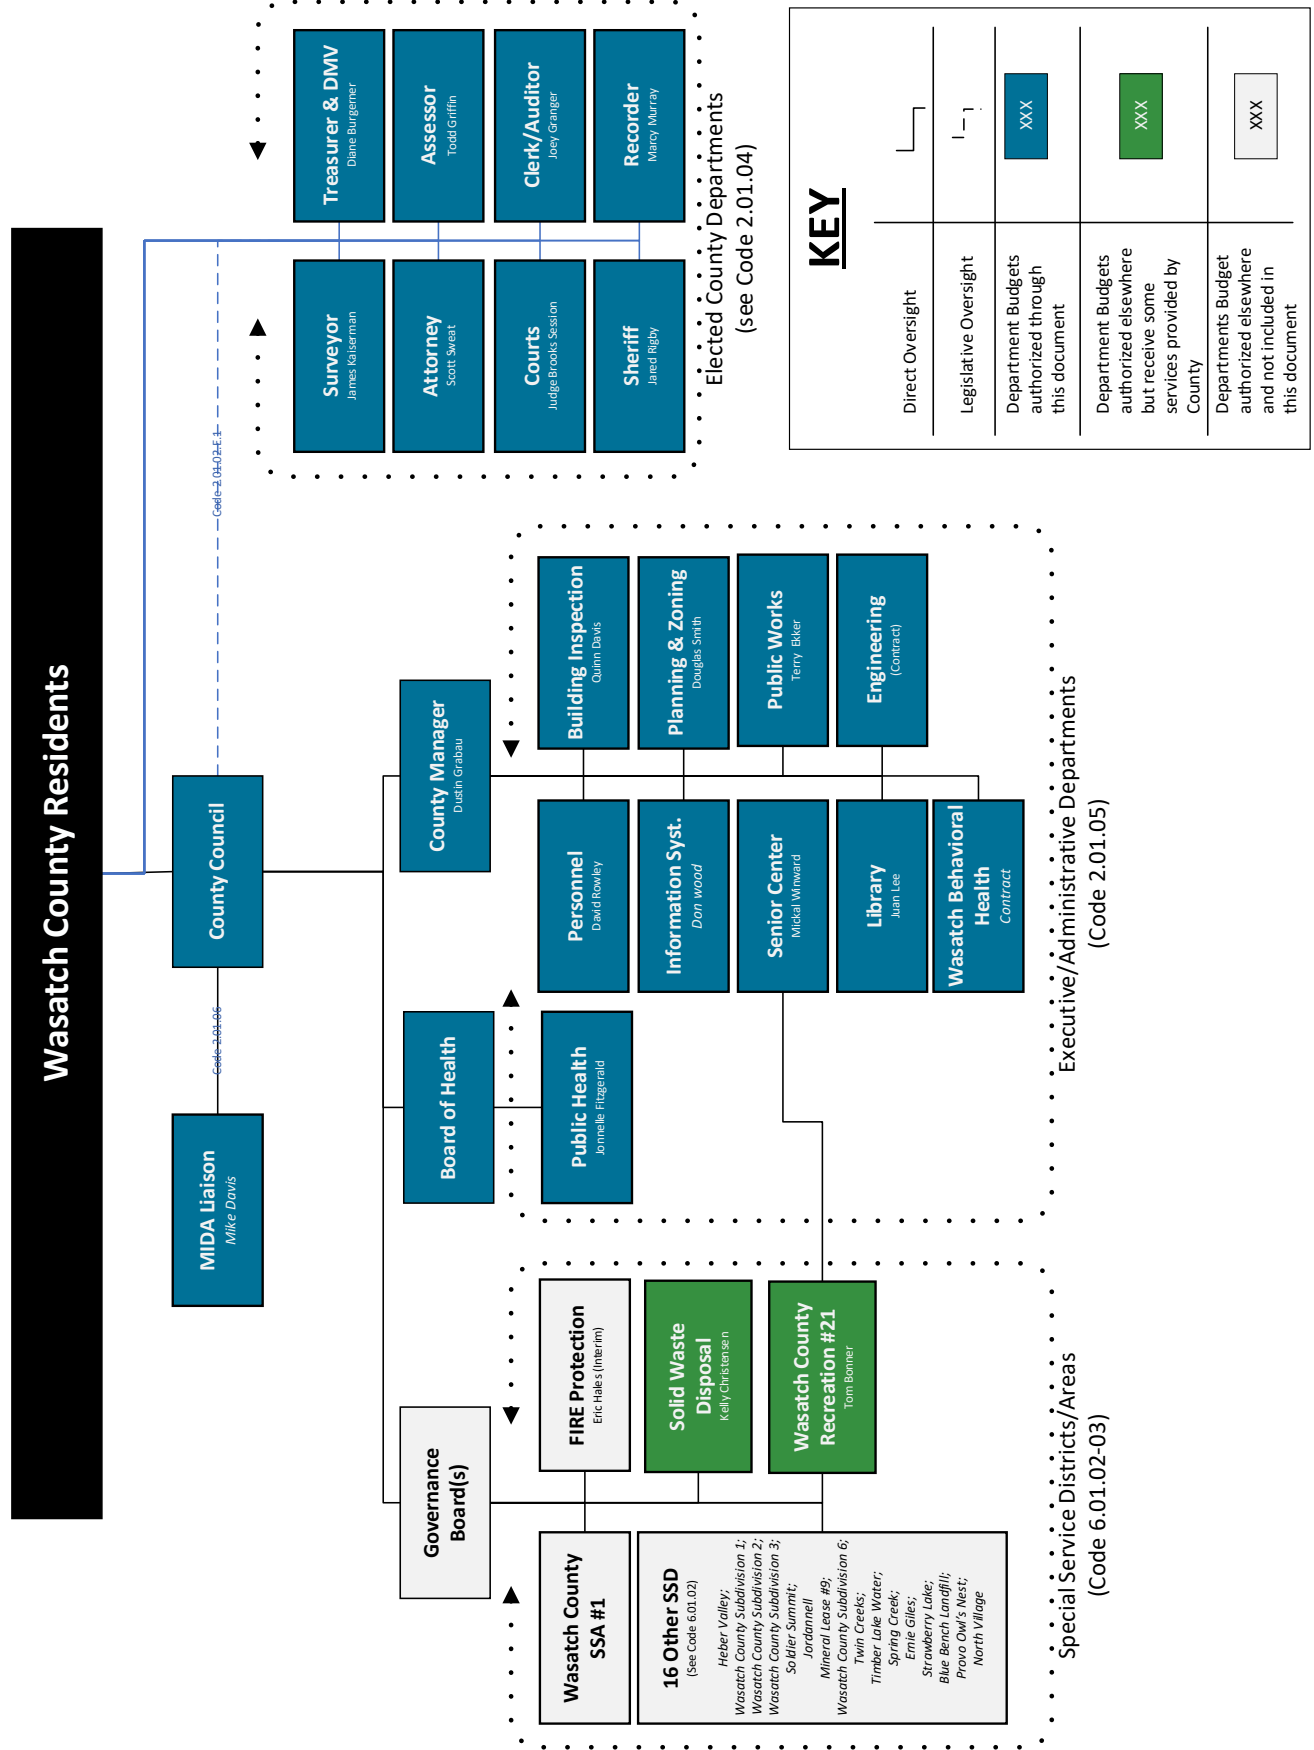 Wasatch County Residents
MIDA Liaison
Mike Davis
Code 2.01.06
County Council
Code 2.01.02.E.1
Governance
Board(s)
Board of Health
County Manager
Dustin Grabau
Wasatch County
SSA #1
FIRE Protection
Eric Hales (Interim)
16 Other SSD
(See Code 6.01.02)
Heber Valley;
Wasatch County Subdivision 1;
Wasatch County Subdivision 2;
Wasatch County Subdivision 3;
Soldier Summit;
Jordannell
Mineral Lease #9;
Wasatch County Subdivision 6;
Twin Creeks;
Timber Lake Water;
Spring Creek;
Ernie Giles;
Strawberry Lake;
Blue Bench Landfill;
Provo Owl's Nest;
North Village
Solid Waste
Disposal
Kelly Christensen
Wasatch County
Recreation #21
Tom Bonner
Special Service Districts/Areas
(Code 6.01.02-03)
Public Health
Jonnelle Fitzgerald
Personnel
David Rowley
Building Inspection
Quinn Davis
Information Syst.
Don wood
Planning & Zoning
Douglas Smith
Senior Center
Mickal Winward
Public Works
Terry Ekker
Library
Juan Lee
Engineering
(Contract)
Wasatch Behavioral
Health
Contract
Executive/Administrative Departments
(Code 2.01.05)
Surveyor
James Kaiserman
Treasurer & DMV
Diane Burgerner
Attorney
Scott Sweat
Assessor
Todd Griffin
Courts
Judge Brooks Session
Clerk/Auditor
Joey Granger
Sheriff
Jared Rigby
Recorder
Marcy Murray
Elected County Departments
(see Code 2.01.04)
KEY
Direct Oversight
Legislative Oversight
Department Budgets
authorized through
this document
XXX
Department Budgets
authorized elsewhere
but receive some
services provided by
County
XXX
Departments Budget
authorized elsewhere
and not included in
this document
XXX